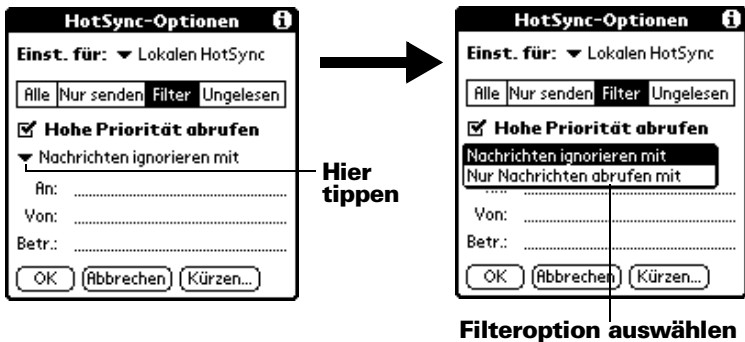 HotSync-Optionen
Einst. für: Lokalen HotSync
Alle Nur senden Filter Ungelesen
Hohe Priorität abrufen
Nachrichten ignorieren mit
An:
Von:
Betr.:
OK Abbrechen Kürzen...
Hier
tippen
HotSync-Optionen
Einst. für: Lokalen HotSync
Alle Nur senden Filter Ungelesen
Hohe Priorität abrufen
Nachrichten ignorieren mit
Nur Nachrichten abrufen mit
Von:
Betr.:
OK Abbrechen Kürzen...
Filteroption auswählen